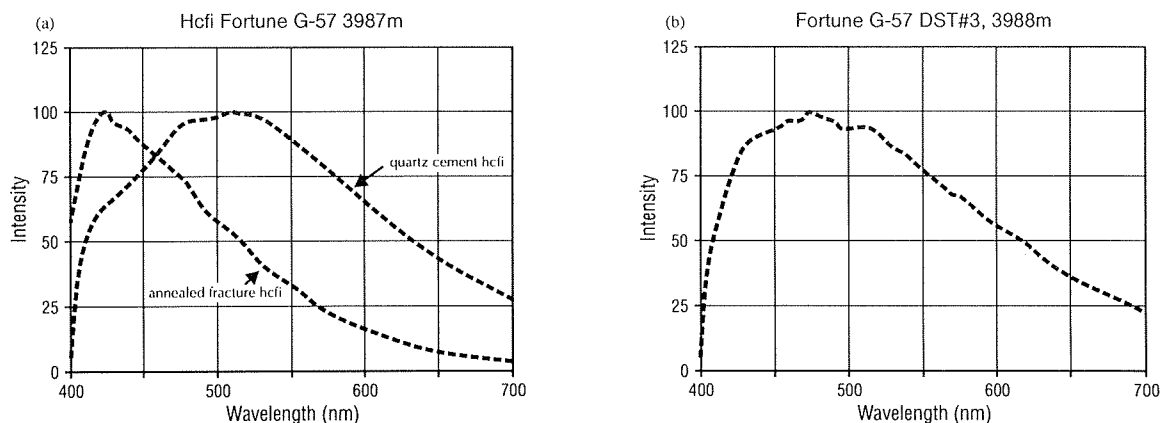 (a)
Hcfi Fortune G-57 3987m
125
100
75
50
25
0
Intensity
quartz cement hcfi
annealed fracture hcfi
400
500
600
700
Wavelength (nm)
(b)
Fortune G-57 DST#3, 3988m
125
100
75
50
25
0
Intensity
400
500
600
700
Wavelength (nm)